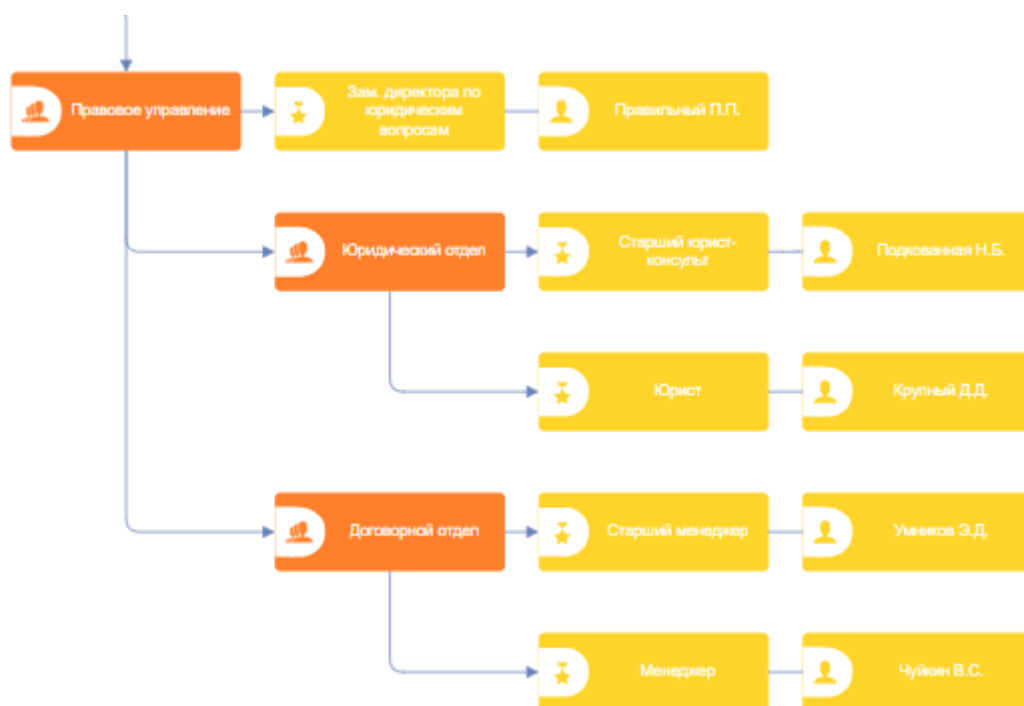 Правовое управление
Зам. директора по
юридическим
вопросам
Правильный П.П.
Юридический отдел
Старший юрист-
консульт
Подкованная Н.Б.
Юрист
Крупный Д.Д.
Договорной отдел
Старший менеджер
Умников Э.Д.
Менеджер
Чуйкин В.С.